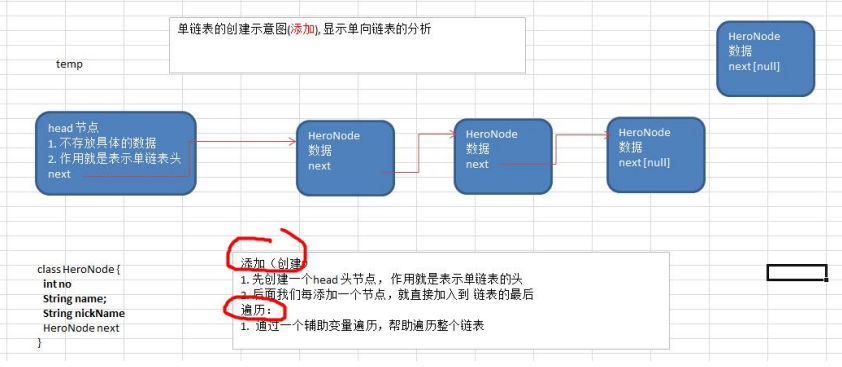 单链表的创建示意图(添加), 显示单向链表的分析
HeroNode
数据
next [null]
temp
head 节点
1. 不存放具体的数据
2. 作用就是表示单链表头
next
HeroNode
数据
next
HeroNode
数据
next
HeroNode
数据
next [null]
class HeroNode {
int no
String name;
String nickName
HeroNode next
}
添加（创建）
1. 先创建一个head 头节点， 作用就是表示单链表的头
2. 后面我们每添加一个节点，就直接加入到 链表的最后
遍历：
1. 通过一个辅助变量遍历，帮助遍历整个链表